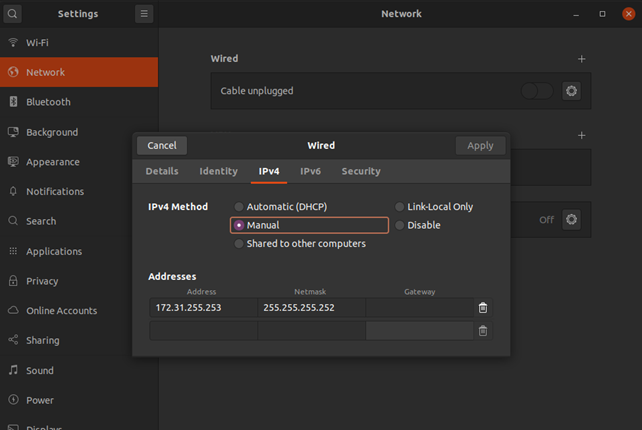 Settings
Network
Wi-Fi
Network
Bluetooth
Background
Appearance
Notifications
Search
Applications
Privacy
Online Accounts
Sharing
Sound
Power
Displays
Wired
Cable unplugged
Off
Cancel
Wired
Apply
Details Identity IPv4 IPv6 Security
IPv4 Method
Automatic (DHCP)
Link-Local Only
Manual
Disable
Shared to other computers
Addresses
Address Netmask Gateway
172.31.255.253 255.255.255.252